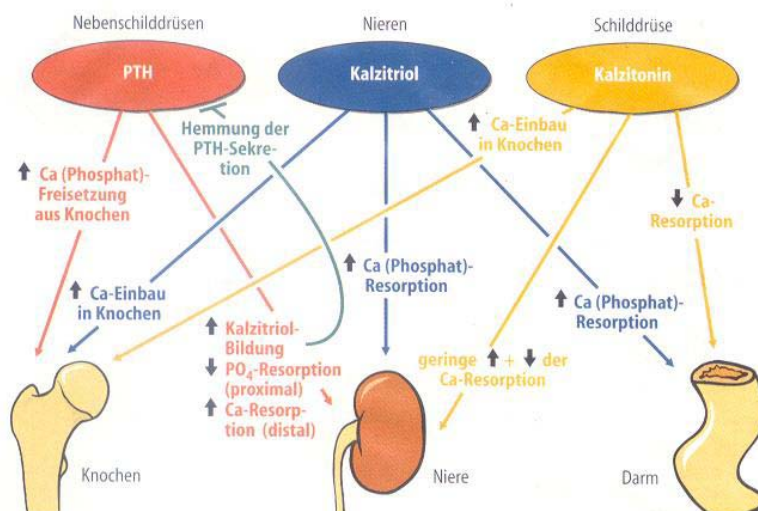 Nebenschilddrüsen
Nieren
Schilddrüse
PTH
Kalzitriol
Kalzitonin
Hemmung der
PTH-Sekre-
tion
↑ Ca-Einbau
in Knochen
↑ Ca (Phosphat)-
Freisetzung
aus Knochen
↓ Ca-
Resorption
↑ Ca (Phosphat)-
Resorption
↑ Ca-Einbau
in Knochen
↑ Ca (Phosphat)-
Resorption
↑ Kalzitriol-
Bildung
↓ PO₄-Resorption
(proximal)
↑ Ca-Resorp-
tion (distal)
geringe ↑ + ↓ der
Ca-Resorption
Knochen
Niere
Darm